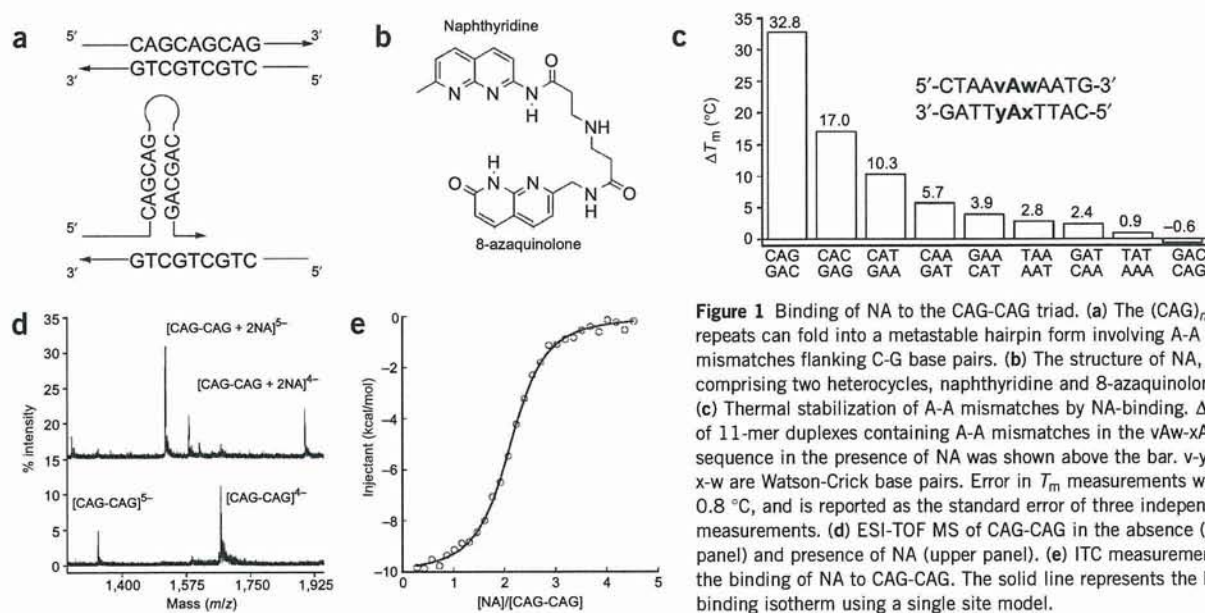 a
5′ CAGCAGCAG 3′
3′ GTCGTCGTC 5′
CAGCAG
GACGAC
5′
3′ GTCGTCGTC 5′
b
Naphthyridine
O
N N N
H
NH
H
O N N N
H O
8-azaquinolone
c
ΔTm (°C)
35
30
25
20
15
10
5
0
32.8
17.0
10.3
5.7
3.9
2.8
2.4
0.9
−0.6
5′-CTAAvAwAATG-3′
3′-GATTyAxTTAC-5′
CAG CAC CAT CAA GAA TAA GAT TAT GAC
GAC GAG GAA GAT CAT AAT CAA AAA CAG
d
% intensity
35
30
25
20
15
10
5
0
[CAG-CAG + 2NA]5–
[CAG-CAG + 2NA]4–
[CAG-CAG]5–
[CAG-CAG]4–
1,400 1,575 1,750 1,925
Mass (m/z)
e
Injectant (kcal/mol)
0
−2
−4
−6
−8
−10
0 1 2 3 4 5
[NA]/[CAG-CAG]
Figure 1 Binding of NA to the CAG-CAG triad. (a) The (CAG)n
repeats can fold into a metastable hairpin form involving A-A
mismatches flanking C-G base pairs. (b) The structure of NA,
comprising two heterocycles, naphthyridine and 8-azaquinolon
(c) Thermal stabilization of A-A mismatches by NA-binding. Δ
of 11-mer duplexes containing A-A mismatches in the vAw-xA
sequence in the presence of NA was shown above the bar. v-y
x-w are Watson-Crick base pairs. Error in Tm measurements w
0.8 °C, and is reported as the standard error of three indepen
measurements. (d) ESI-TOF MS of CAG-CAG in the absence (
panel) and presence of NA (upper panel). (e) ITC measuremen
the binding of NA to CAG-CAG. The solid line represents the
binding isotherm using a single site model.